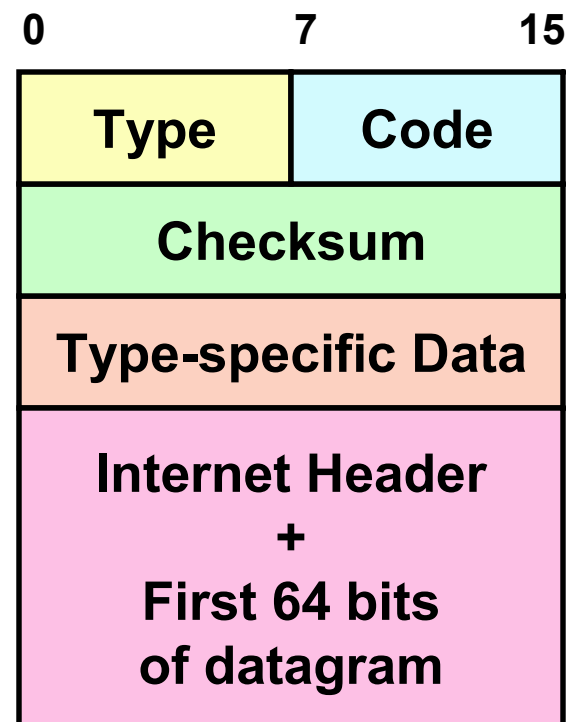 0 7 15
Type Code
Checksum
Type-specific Data
Internet Header
+
First 64 bits
of datagram